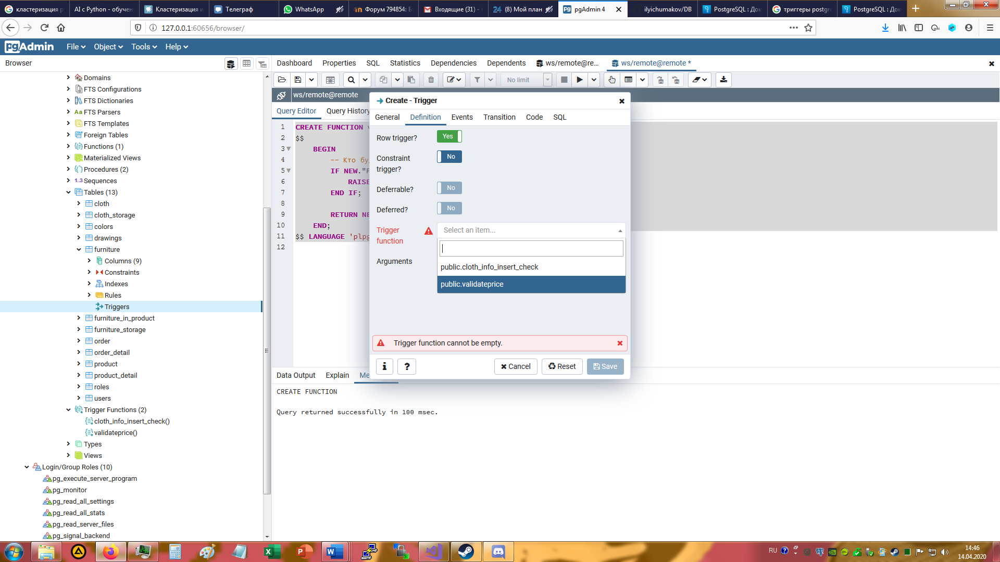 кластеризация р
AI с Python - обучен
Кластеризация и
Телеграф
WhatsApp
Форум 794854: Б
Входящие (31) -
(8) Мой план
pgAdmin 4
ilyichumakov/DB
PostgreSQL : Док
триггеры postgr
PostgreSQL : Док
127.0.0.1:60656/browser/
pgAdmin
File
Object
Tools
Help
Browser
Dashboard
Properties
SQL
Statistics
Dependencies
Dependents
ws/remote@re...
ws/remote@remote *
No limit
ws/remote@remote
Query Editor
Query History
Domains
FTS Configurations
FTS Dictionaries
FTS Parsers
FTS Templates
Foreign Tables
Functions (1)
Materialized Views
Procedures (2)
1..3 Sequences
Tables (13)
cloth
cloth_storage
colors
drawings
furniture
Columns (9)
Constraints
Indexes
Rules
Triggers
furniture_in_product
furniture_storage
order
order_detail
product
product_detail
roles
users
Trigger Functions (2)
cloth_info_insert_check()
validateprice()
Types
Views
Login/Group Roles (10)
pg_execute_server_program
pg_monitor
pg_read_all_settings
pg_read_all_stats
pg_read_server_files
pg_signal_backend
1 CREATE FUNCTION
2 $$
3 BEGIN
4 -- Кто бу
5 IF NEW."
6 RAISE
7 END IF;
8
9 RETURN NE
10 END;
11 $$ LANGUAGE 'plpg
12
Create - Trigger
General
Definition
Events
Transition
Code
SQL
Row trigger?
Yes
Constraint trigger?
No
Deferrable?
No
Deferred?
No
Trigger function
Select an item...
public.cloth_info_insert_check
public.validateprice
Arguments
Trigger function cannot be empty.
i
?
Cancel
Reset
Save
Data Output
Explain
Me
CREATE FUNCTION
Query returned successfully in 100 msec.
RU
14:46
14.04.2020